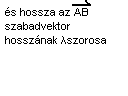 és hossza az AB
szabadvektor
hosszának λszorosa